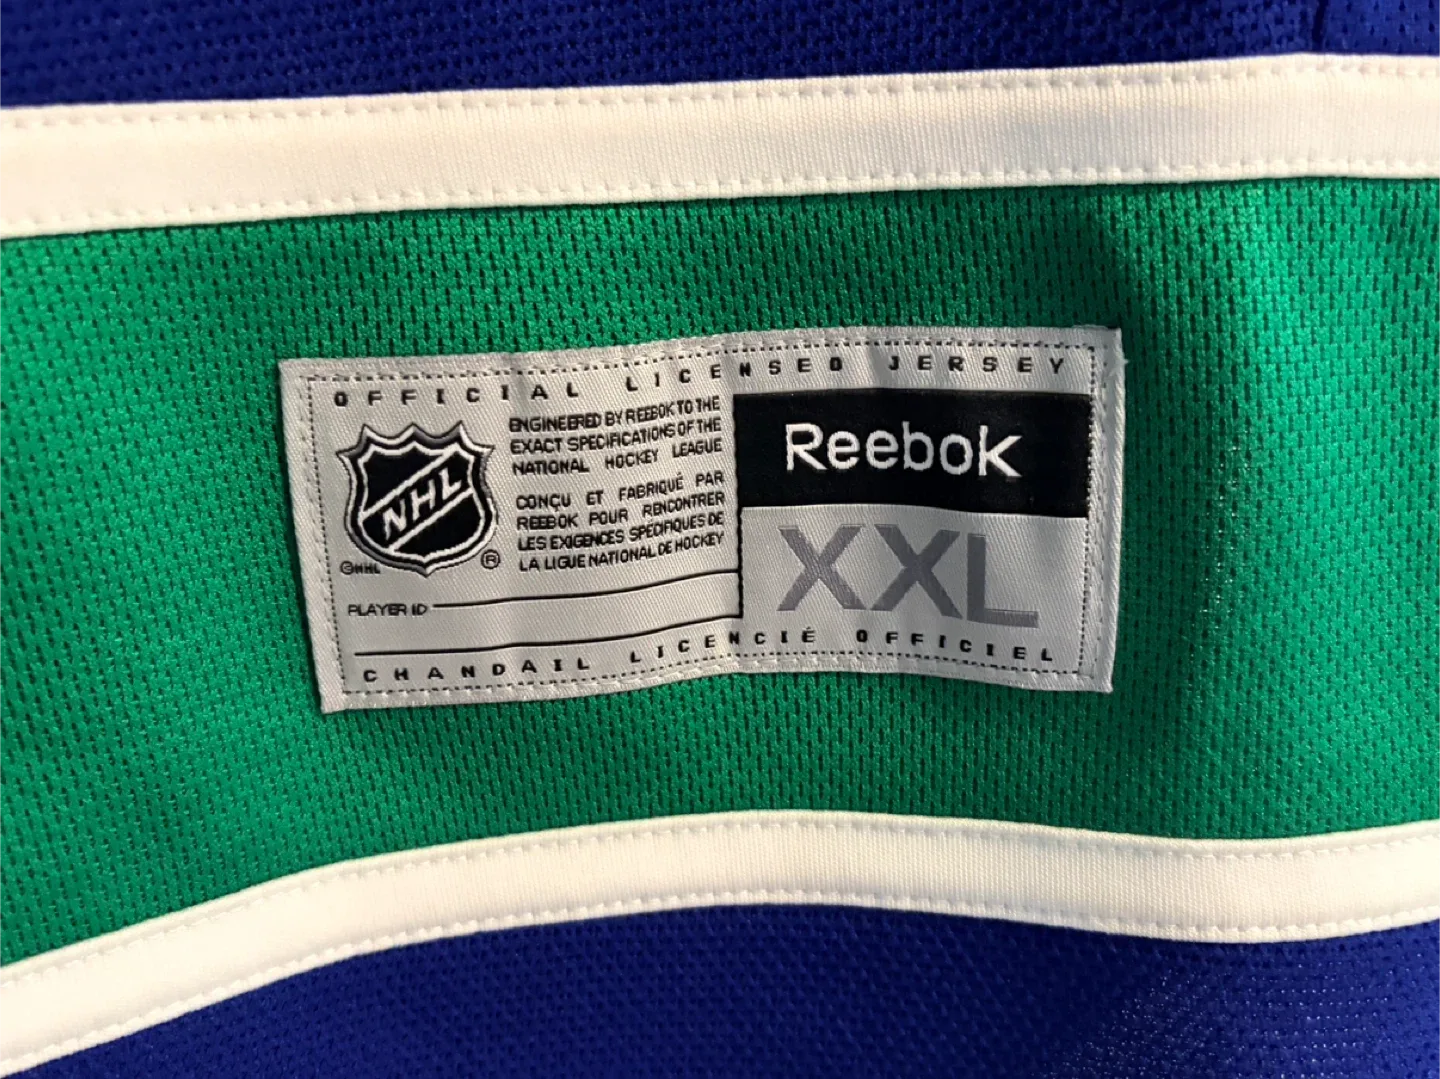 OFFICIAL LICENSED JERSEY
NHL
©NHL
®
ENGINEERED BY REEBOK TO THE
EXACT SPECIFICATIONS OF THE
NATIONAL HOCKEY LEAGUE
CONÇU ET FABRIQUÉ PAR
REEBOK POUR RENCONTRER
LES EXIGENCES SPÉCIFIQUES DE
LA LIGUE NATIONAL DE HOCKEY
PLAYER ID
Reebok
XXL
CHANDAIL LICENCIÉ OFFICIEL